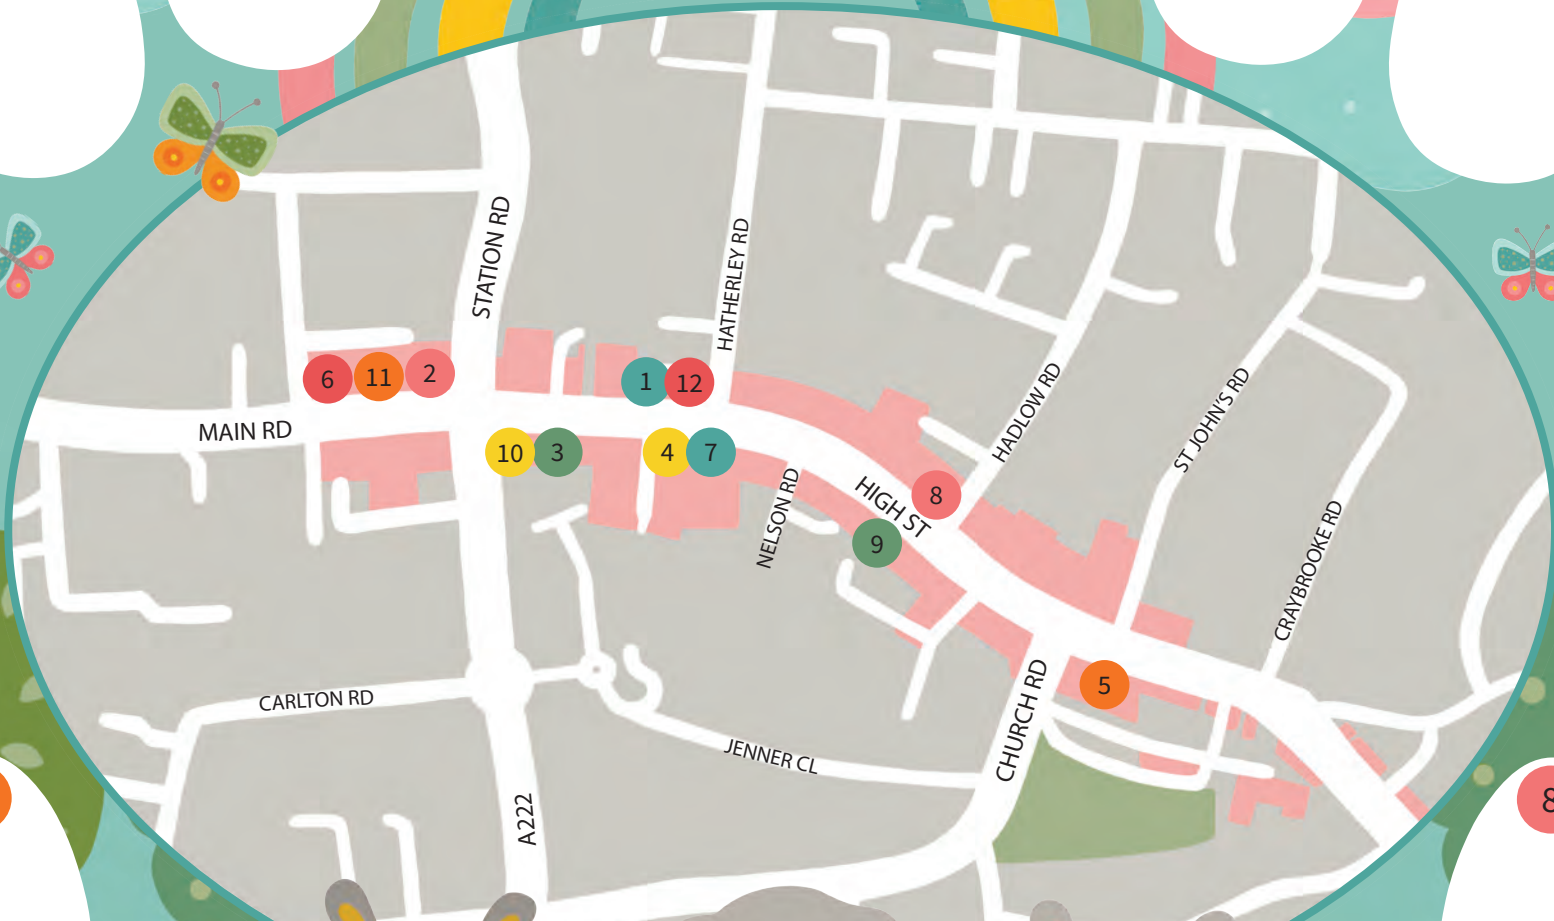 STATION RD
HATHERLEY RD
6
11
2
1
12
MAIN RD
10
3
4
7
HADLOW RD
ST JOHN'S RD
NELSON RD
HIGH ST
8
9
CRAYBROOKE RD
CARLTON RD
CHURCH RD
5
JENNER CL
A222
8